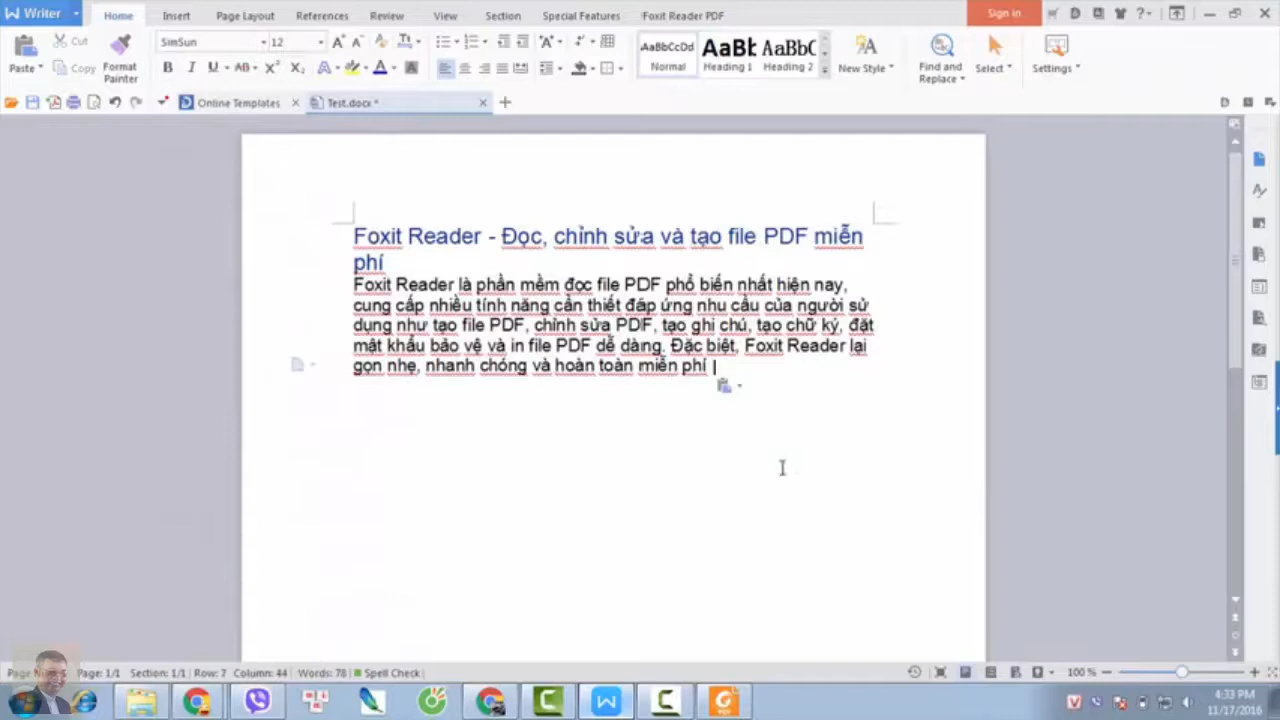 Writer
Home Insert Page Layout References Review View Section Special Features Foxit Reader PDF
Sign in
Cut
SimSun 12
AaBbCcDd AaBb AaBbC
Paste Copy Format Painter
B I U AB X² X₂ A
Normal Heading 1 Heading 2 New Style Find and Replace Select Settings
Online Templates Test.docx *
Foxit Reader - Đọc, chỉnh sửa và tạo file PDF miễn
phí
Foxit Reader là phần mềm đọc file PDF phổ biến nhất hiện nay,
cung cấp nhiều tính năng cần thiết đáp ứng nhu cầu của người sử
dụng như tạo file PDF, chỉnh sửa PDF, tạo ghi chú, tạo chữ ký, đặt
mật khẩu bảo vệ và in file PDF dễ dàng. Đặc biệt, Foxit Reader lại
gọn nhẹ, nhanh chóng và hoàn toàn miễn phí
Page: 1/1 Section: 1/1 Row: 7 Column: 44 Words: 78 Spell Check 100 %
4:33 PM
11/17/2016